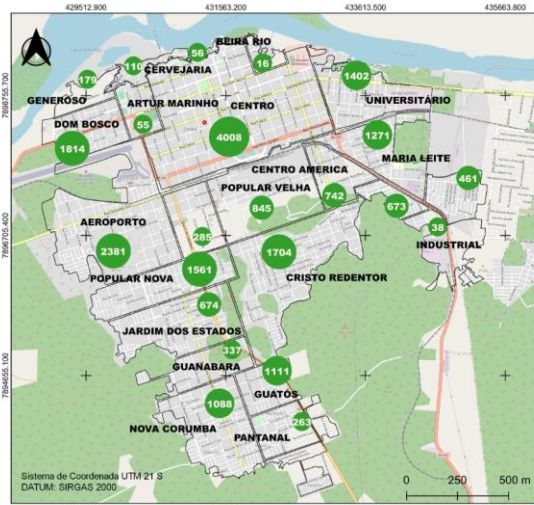 429512.900 431563.200 433613.500 435663.800
7898755.700
7896705.400
7894655.100
BEIRA RIO
56
110
16
CERVEJARIA
179
1402
GENEROSO
ARTUR MARINHO
CENTRO
UNIVERSITÁRIO
DOM BOSCO
55
4008
1271
1814
MARIA LEITE
CENTRO AMERICA
461
POPULAR VELHA
742
845
673
AEROPORTO
38
285
INDUSTRIAL
2381
1704
1561
POPULAR NOVA
CRISTO REDENTOR
674
JARDIM DOS ESTADOS
337
GUANABARA
1111
GUATÓS
1088
263
NOVA CORUMBA
PANTANAL
Sistema de Coordenada UTM 21 S
DATUM: SIRGAS 2000
0 250 500 m